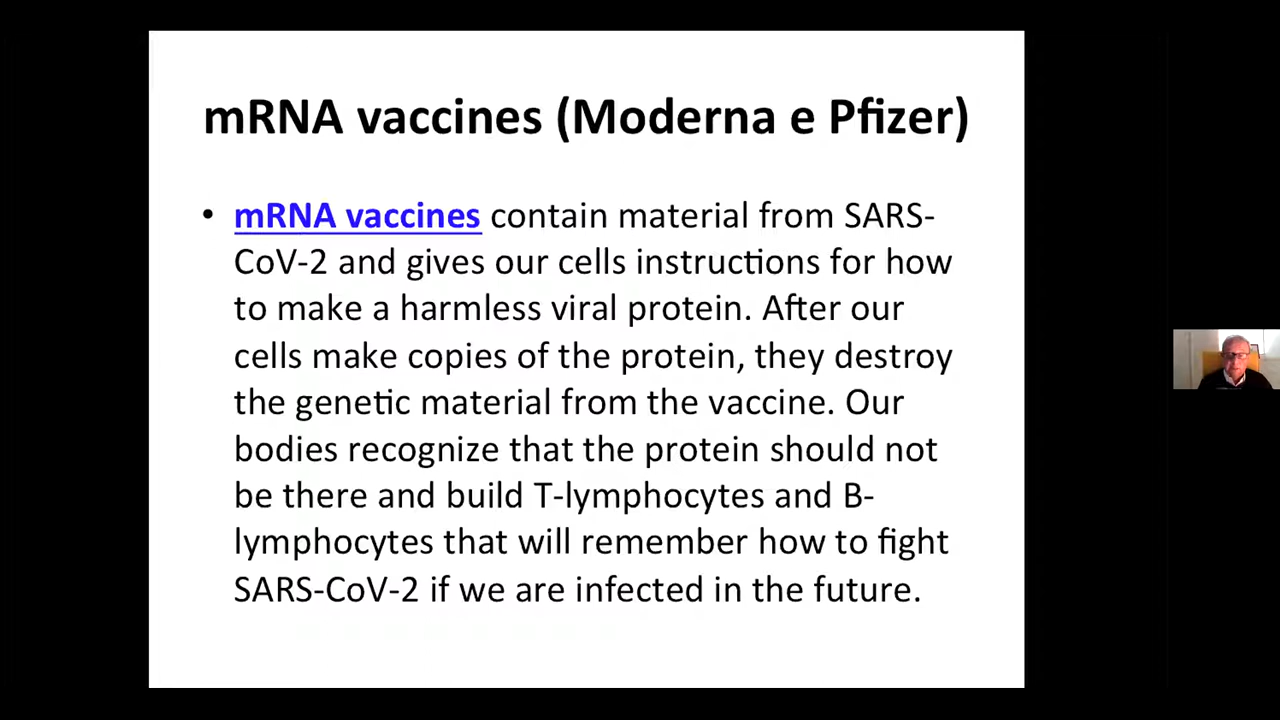 mRNA vaccines (Moderna e Pfizer)
• mRNA vaccines contain material from SARS-
CoV-2 and gives our cells instructions for how
to make a harmless viral protein. After our
cells make copies of the protein, they destroy
the genetic material from the vaccine. Our
bodies recognize that the protein should not
be there and build T-lymphocytes and B-
lymphocytes that will remember how to fight
SARS-CoV-2 if we are infected in the future.